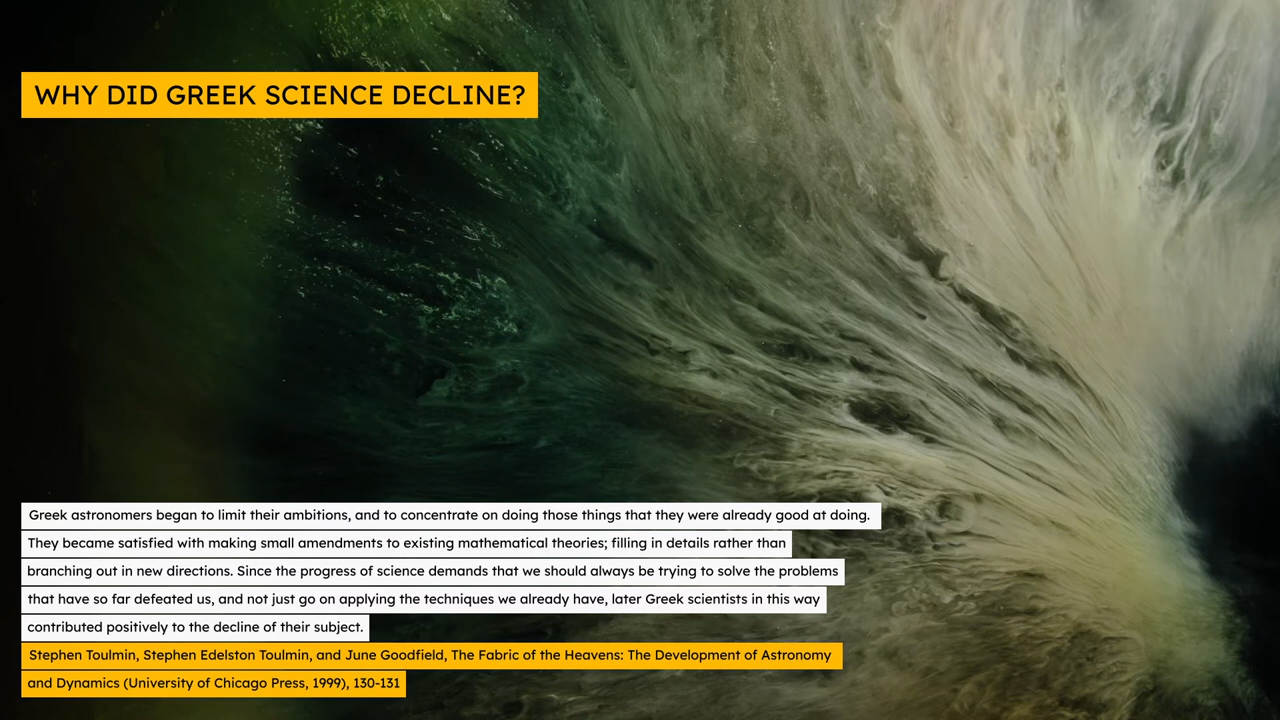 WHY DID GREEK SCIENCE DECLINE?
Greek astronomers began to limit their ambitions, and to concentrate on doing those things that they were already good at doing.
They became satisfied with making small amendments to existing mathematical theories; filling in details rather than
branching out in new directions. Since the progress of science demands that we should always be trying to solve the problems
that have so far defeated us, and not just go on applying the techniques we already have, later Greek scientists in this way
contributed positively to the decline of their subject.
Stephen Toulmin, Stephen Edelston Toulmin, and June Goodfield, The Fabric of the Heavens: The Development of Astronomy
and Dynamics (University of Chicago Press, 1999), 130-131